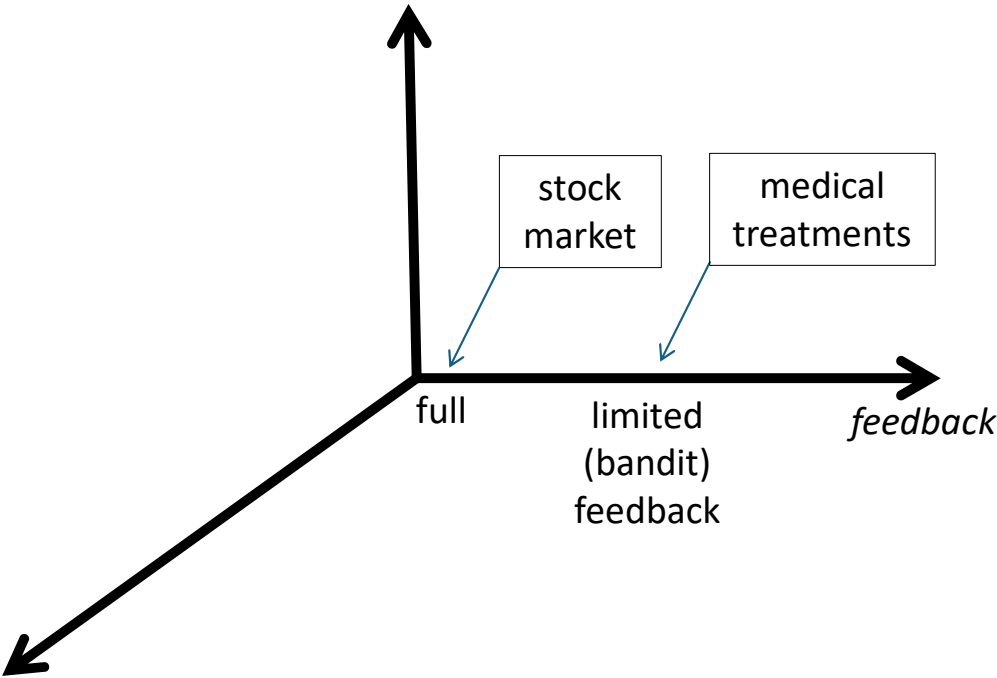 stock
market
medical
treatments
full
limited
(bandit)
feedback
feedback